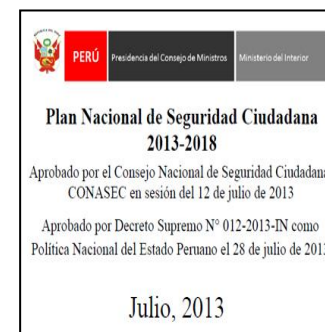 PERÚ
Presidencia del Consejo de Ministros
Ministerio del Interior
Plan Nacional de Seguridad Ciudadana
2013-2018
Aprobado por el Consejo Nacional de Seguridad Ciudadana
CONASEC en sesión del 12 de julio de 2013
Aprobado por Decreto Supremo N° 012-2013-IN como
Política Nacional del Estado Peruano el 28 de julio de 2013
Julio, 2013